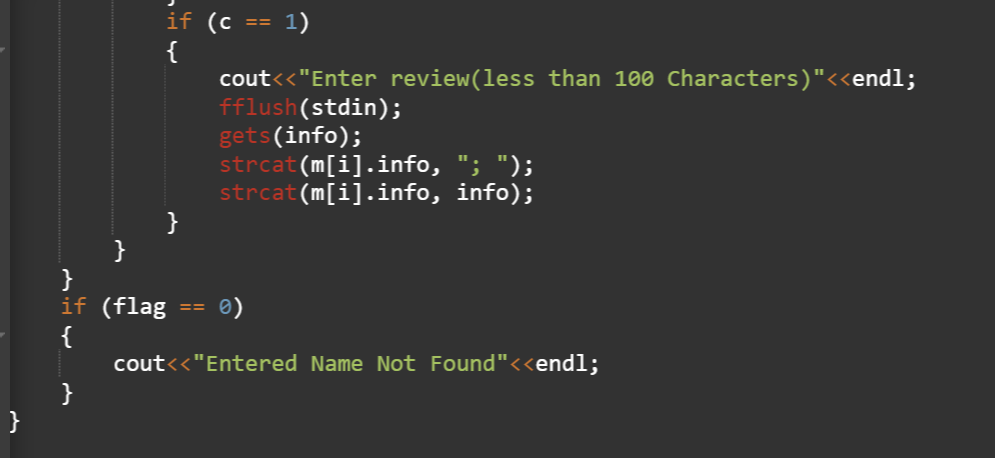 }
if (c == 1)
{
cout<<"Enter review(less than 100 Characters)"<<endl;
fflush(stdin);
gets(info);
strcat(m[i].info, "; ");
strcat(m[i].info, info);
}
}
}
if (flag == 0)
{
cout<<"Entered Name Not Found"<<endl;
}
}